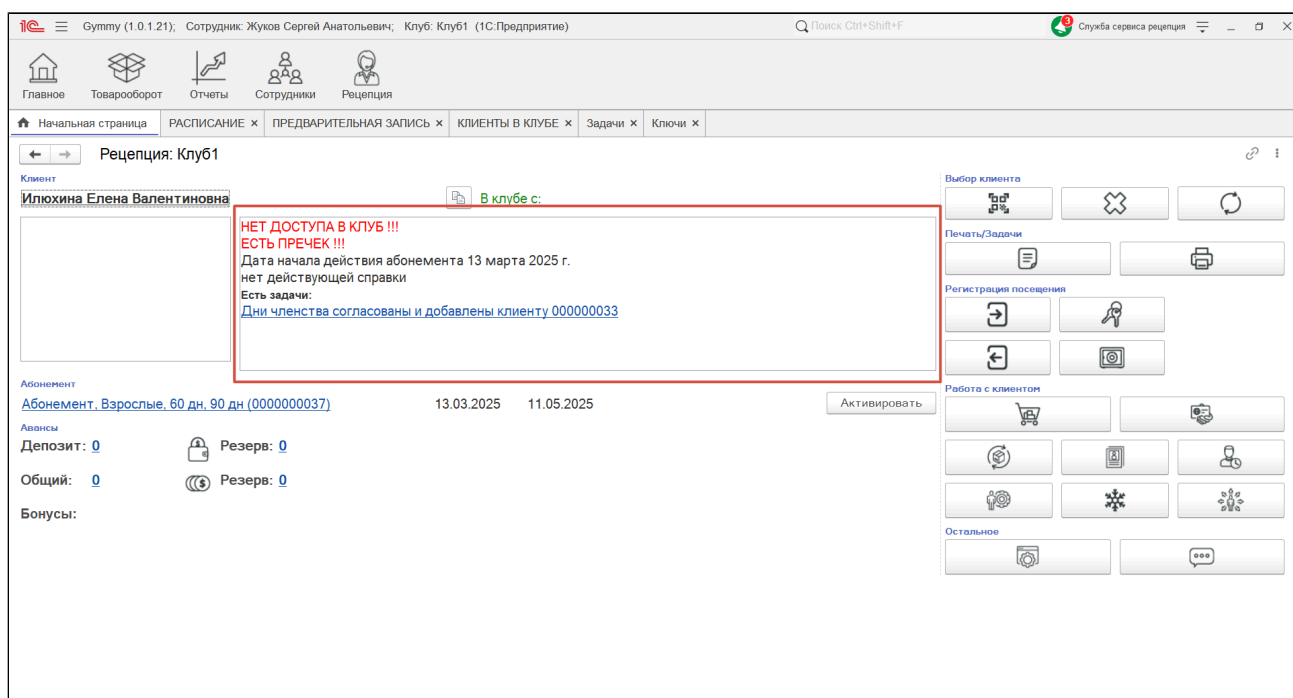 Gymmy (1.0.1.21); Сотрудник: Жуков Сергей Анатольевич; Клуб: Клуб1 (1С:Предприятие)
Поиск Ctrl+Shift+F
3
Служба сервиса рецепция
Главное
Товарооборот
Отчеты
Сотрудники
Рецепция
Начальная страница
РАСПИСАНИЕ ×
ПРЕДВАРИТЕЛЬНАЯ ЗАПИСЬ ×
КЛИЕНТЫ В КЛУБЕ ×
Задачи ×
Ключи ×
Рецепция: Клуб1
Клиент
Илюхина Елена Валентиновна
В клубе с:
НЕТ ДОСТУПА В КЛУБ !!!
ЕСТЬ ПРЕЧЕК !!!
Дата начала действия абонемента 13 марта 2025 г.
нет действующей справки
Есть задачи:
Дни членства согласованы и добавлены клиенту 000000033
Абонемент
Абонемент, Взрослые, 60 дн, 90 дн (0000000037)
13.03.2025
11.05.2025
Активировать
Авансы
Депозит: 0
Резерв: 0
Общий: 0
Резерв: 0
Бонусы:
Выбор клиента
Печать/Задачи
Регистрация посещения
Работа с клиентом
Остальное